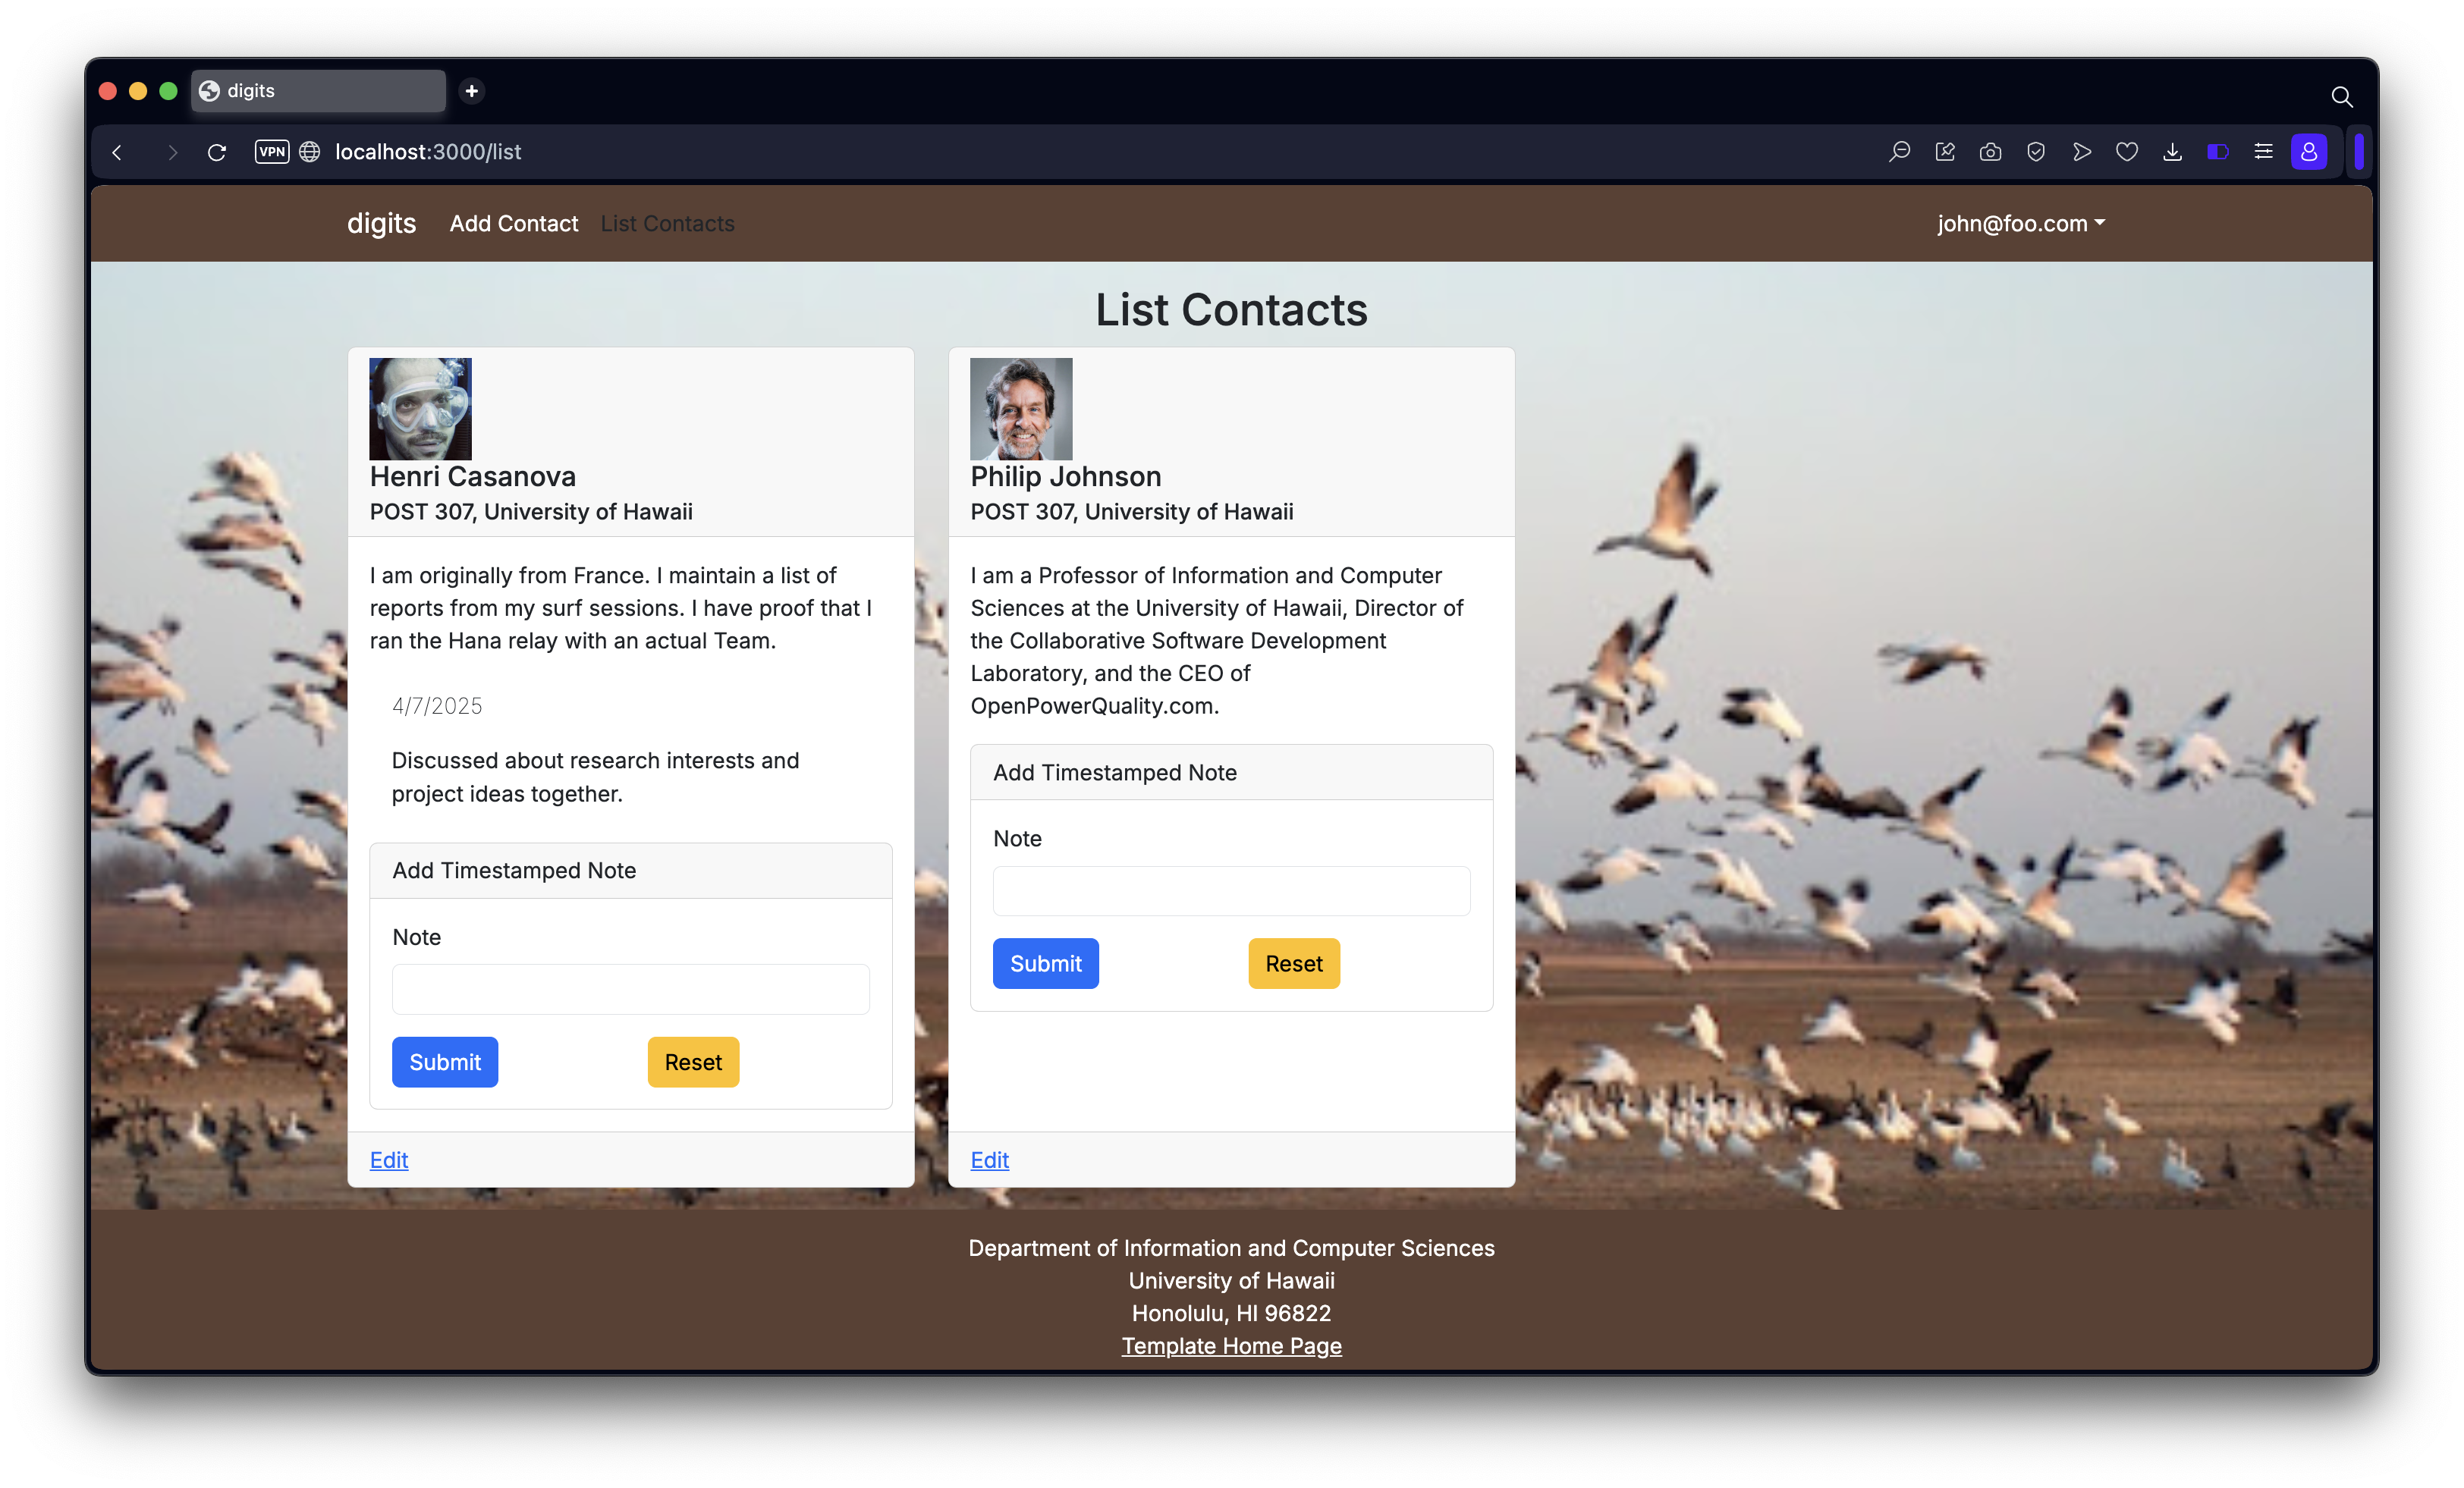 digits
VPN localhost:3000/list
digits Add Contact List Contacts john@foo.com
List Contacts
Henri Casanova
POST 307, University of Hawaii
I am originally from France. I maintain a list of
reports from my surf sessions. I have proof that I
ran the Hana relay with an actual Team.
4/7/2025
Discussed about research interests and
project ideas together.
Add Timestamped Note
Note
Submit Reset
Edit
Philip Johnson
POST 307, University of Hawaii
I am a Professor of Information and Computer
Sciences at the University of Hawaii, Director of
the Collaborative Software Development
Laboratory, and the CEO of
OpenPowerQuality.com.
Add Timestamped Note
Note
Submit Reset
Edit
Department of Information and Computer Sciences
University of Hawaii
Honolulu, HI 96822
Template Home Page